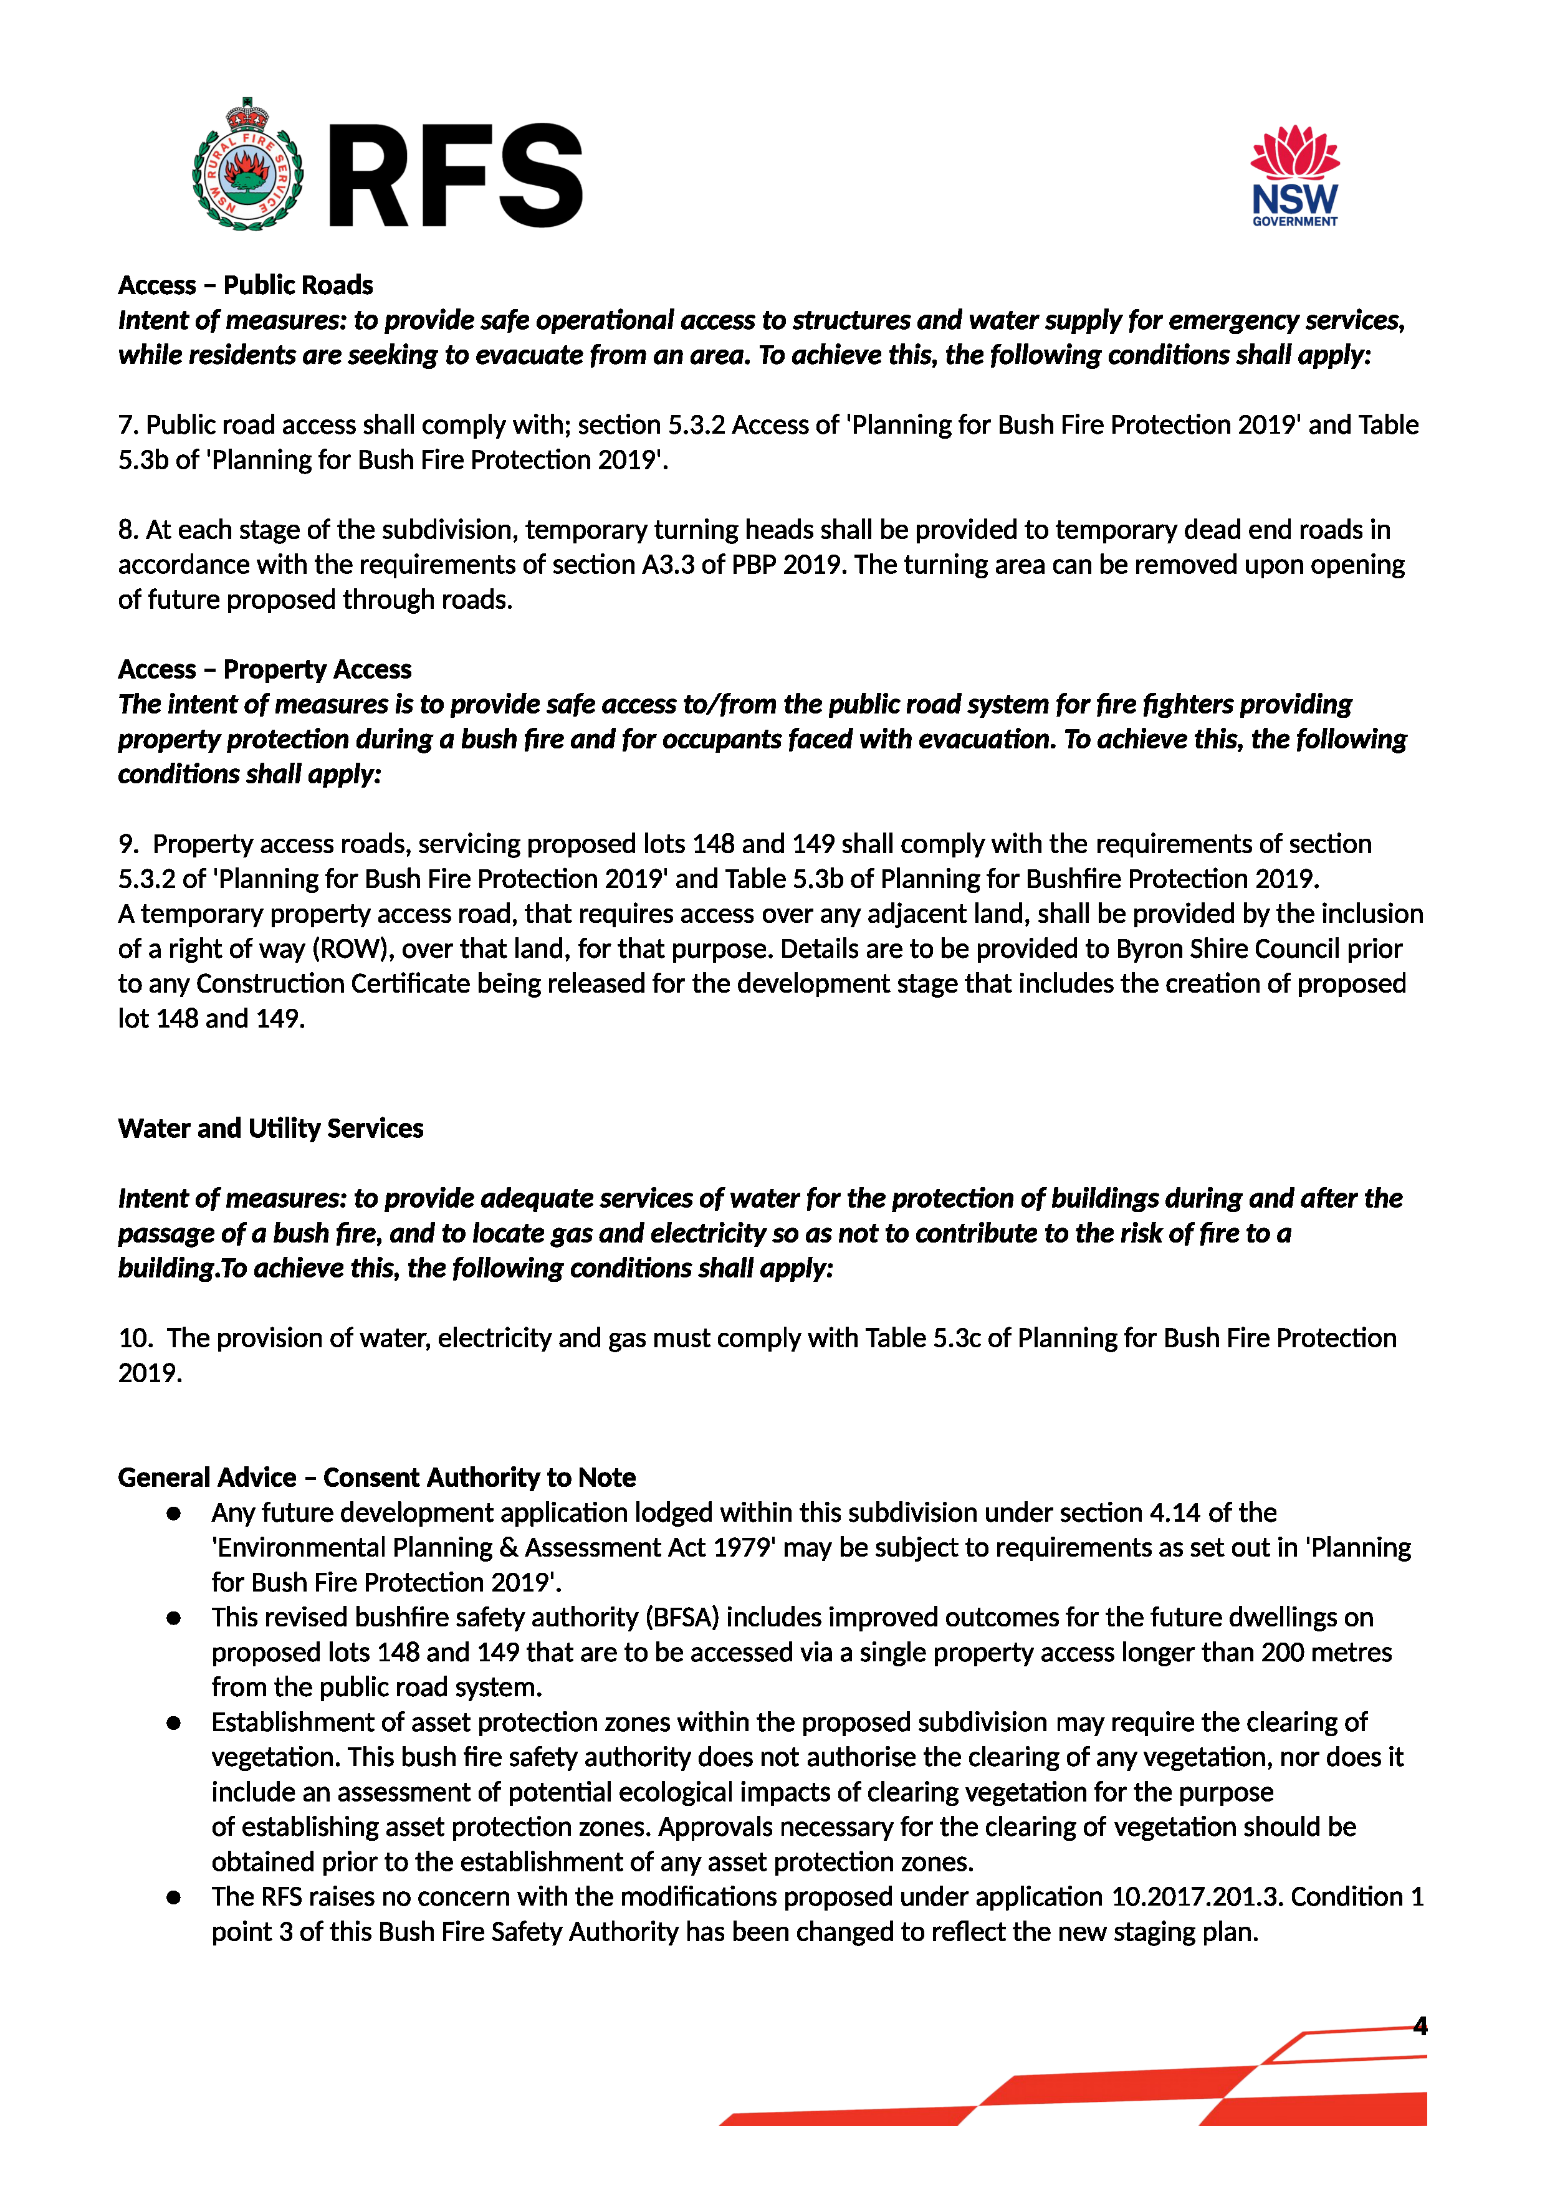 NSW RURAL FIRE SERVICE
RFS
NSW
GOVERNMENT
Access – Public Roads
Intent of measures: to provide safe operational access to structures and water supply for emergency services,
while residents are seeking to evacuate from an area. To achieve this, the following conditions shall apply:
7. Public road access shall comply with; section 5.3.2 Access of 'Planning for Bush Fire Protection 2019' and Table
5.3b of 'Planning for Bush Fire Protection 2019'.
8. At each stage of the subdivision, temporary turning heads shall be provided to temporary dead end roads in
accordance with the requirements of section A3.3 of PBP 2019. The turning area can be removed upon opening
of future proposed through roads.
Access – Property Access
The intent of measures is to provide safe access to/from the public road system for fire fighters providing
property protection during a bush fire and for occupants faced with evacuation. To achieve this, the following
conditions shall apply:
9.  Property access roads, servicing proposed lots 148 and 149 shall comply with the requirements of section
5.3.2 of 'Planning for Bush Fire Protection 2019' and Table 5.3b of Planning for Bushfire Protection 2019.
A temporary property access road, that requires access over any adjacent land, shall be provided by the inclusion
of a right of way (ROW), over that land, for that purpose. Details are to be provided to Byron Shire Council prior
to any Construction Certificate being released for the development stage that includes the creation of proposed
lot 148 and 149.
Water and Utility Services
Intent of measures: to provide adequate services of water for the protection of buildings during and after the
passage of a bush fire, and to locate gas and electricity so as not to contribute to the risk of fire to a
building.To achieve this, the following conditions shall apply:
10.  The provision of water, electricity and gas must comply with Table 5.3c of Planning for Bush Fire Protection
2019.
General Advice – Consent Authority to Note
● Any future development application lodged within this subdivision under section 4.14 of the
'Environmental Planning & Assessment Act 1979' may be subject to requirements as set out in 'Planning
for Bush Fire Protection 2019'.
● This revised bushfire safety authority (BFSA) includes improved outcomes for the future dwellings on
proposed lots 148 and 149 that are to be accessed via a single property access longer than 200 metres
from the public road system.
● Establishment of asset protection zones within the proposed subdivision may require the clearing of
vegetation. This bush fire safety authority does not authorise the clearing of any vegetation, nor does it
include an assessment of potential ecological impacts of clearing vegetation for the purpose
of establishing asset protection zones. Approvals necessary for the clearing of vegetation should be
obtained prior to the establishment of any asset protection zones.
● The RFS raises no concern with the modifications proposed under application 10.2017.201.3. Condition 1
point 3 of this Bush Fire Safety Authority has been changed to reflect the new staging plan.
4